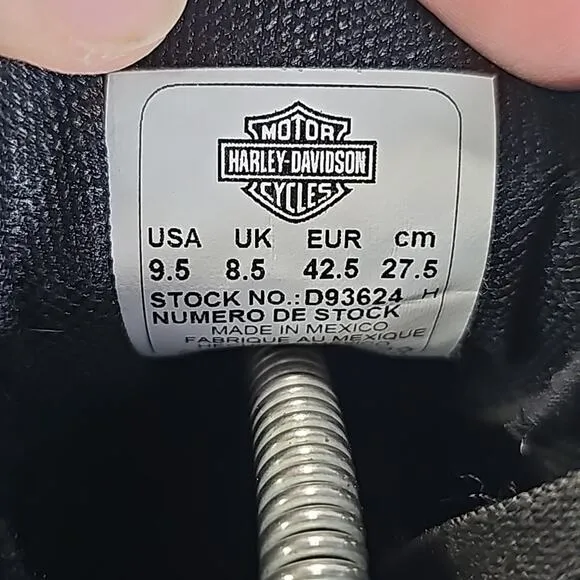 MOTOR
HARLEY-DAVIDSON
CYCLES
USA UK EUR cm
9.5 8.5 42.5 27.5
STOCK NO.:D93624 H
NUMERO DE STOCK
MADE IN MEXICO
FABRIQUE AU MEXIQUE